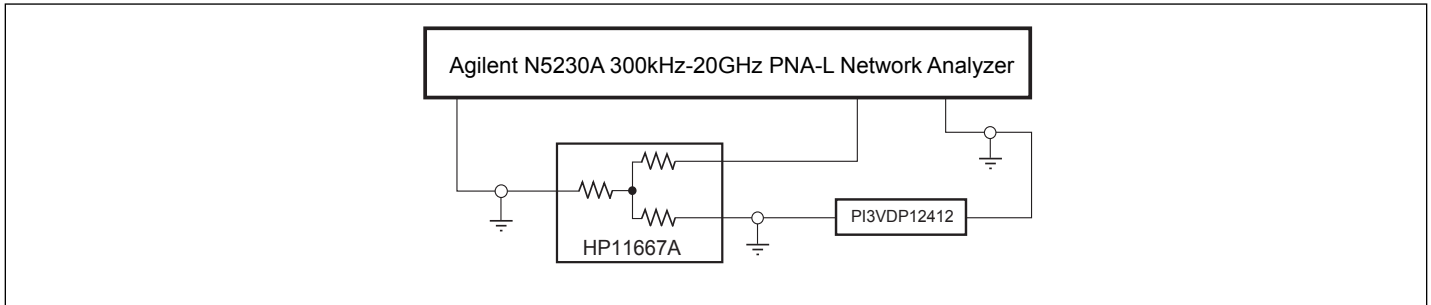 Agilent N5230A 300kHz-20GHz PNA-L Network Analyzer
PI3VDP12412
HP11667A